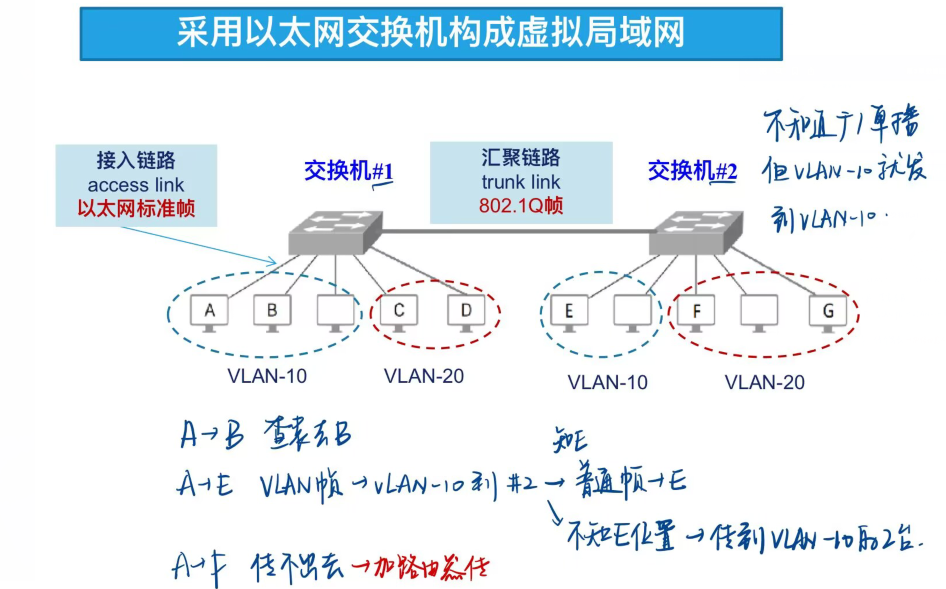 采用以太网交换机构成虚拟局域网
接入链路
access link
以太网标准帧
交换机#1
汇聚链路
trunk link
802.1Q帧
交换机#2
不知道于1单播
但VLAN-10就发
到VLAN-10.
A
B
C
D
E
F
G
VLAN-10
VLAN-20
VLAN-10
VLAN-20
A→B 查表去B
知E
A→E VLAN帧→VLAN-10到#2→普通帧→E
不知E位置→传到VLAN-10的2台.
A→F 传不出去→加路由器传